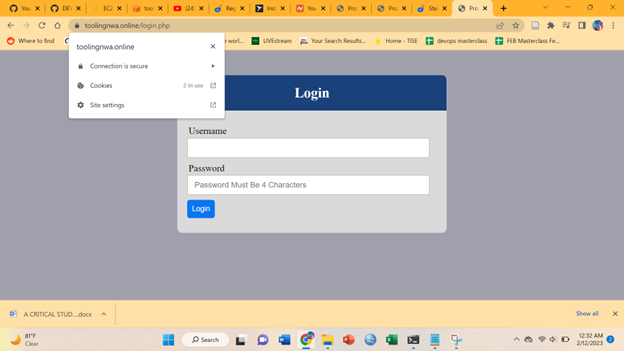 You
DEV
EC2
too
(24
Reg
Inst
You
Pro
Pro
Ste
Pro
toolingnwa.online/login.php
Where to find
LIVEstream
Your Search Results...
Home - TISE
devops masterclass
FEB Masterclass Fe...
toolingnwa.online
Connection is secure
Cookies
2 in use
Site settings
Login
Username
Password
Password Must Be 4 Characters
Login
A CRITICAL STUD....docx
Show all
81°F
Clear
Search
12:32 AM
2/12/2023
2